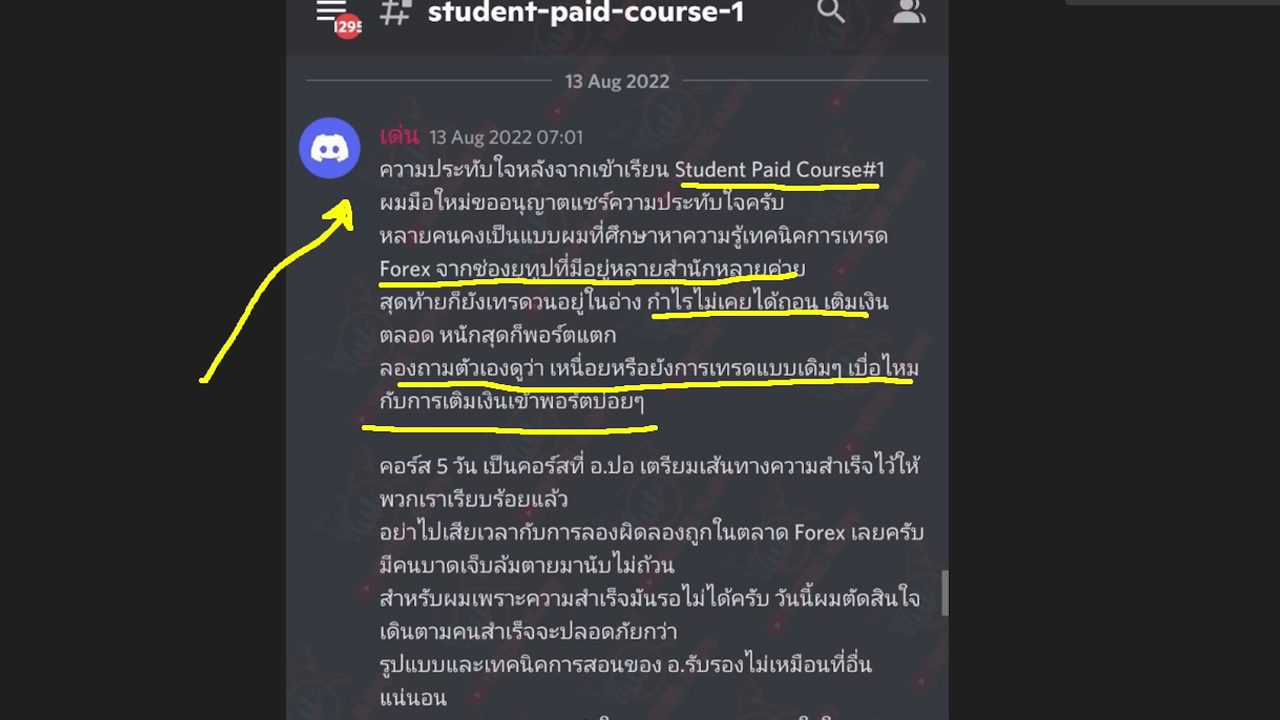 1295
student-paid-course-1
13 Aug 2022
เด่น 13 Aug 2022 07:01
ความประทับใจหลังจากเข้าเรียน Student Paid Course#1
ผมมือใหม่ขออนุญาตแชร์ความประทับใจครับ
หลายคนคงเป็นแบบผมที่ศึกษาหาความรู้เทคนิคการเทรด
Forex จากช่องยูทูปที่มีอยู่หลายสำนักหลายค่าย
สุดท้ายก็ยังเทรดวนอยู่ในอ่าง กำไรไม่เคยได้ถอน เติมเงิน
ตลอด หนักสุดก็พอร์ตแตก
ลองถามตัวเองดูว่า เหนื่อยหรือยังการเทรดแบบเดิมๆ เบื่อไหม
กับการเติมเงินเข้าพอร์ตบ่อยๆ
คอร์ส 5 วัน เป็นคอร์สที่ อ.ปอ เตรียมเส้นทางความสำเร็จไว้ให้
พวกเราเรียบร้อยแล้ว
อย่าไปเสียเวลากับการลองผิดลองถูกในตลาด Forex เลยครับ
มีคนบาดเจ็บล้มตายมานับไม่ถ้วน
สำหรับผมเพราะความสำเร็จมันรอไม่ได้ครับ วันนี้ผมตัดสินใจ
เดินตามคนสำเร็จจะปลอดภัยกว่า
รูปแบบและเทคนิคการสอนของ อ.รับรองไม่เหมือนที่อื่น
แน่นอน